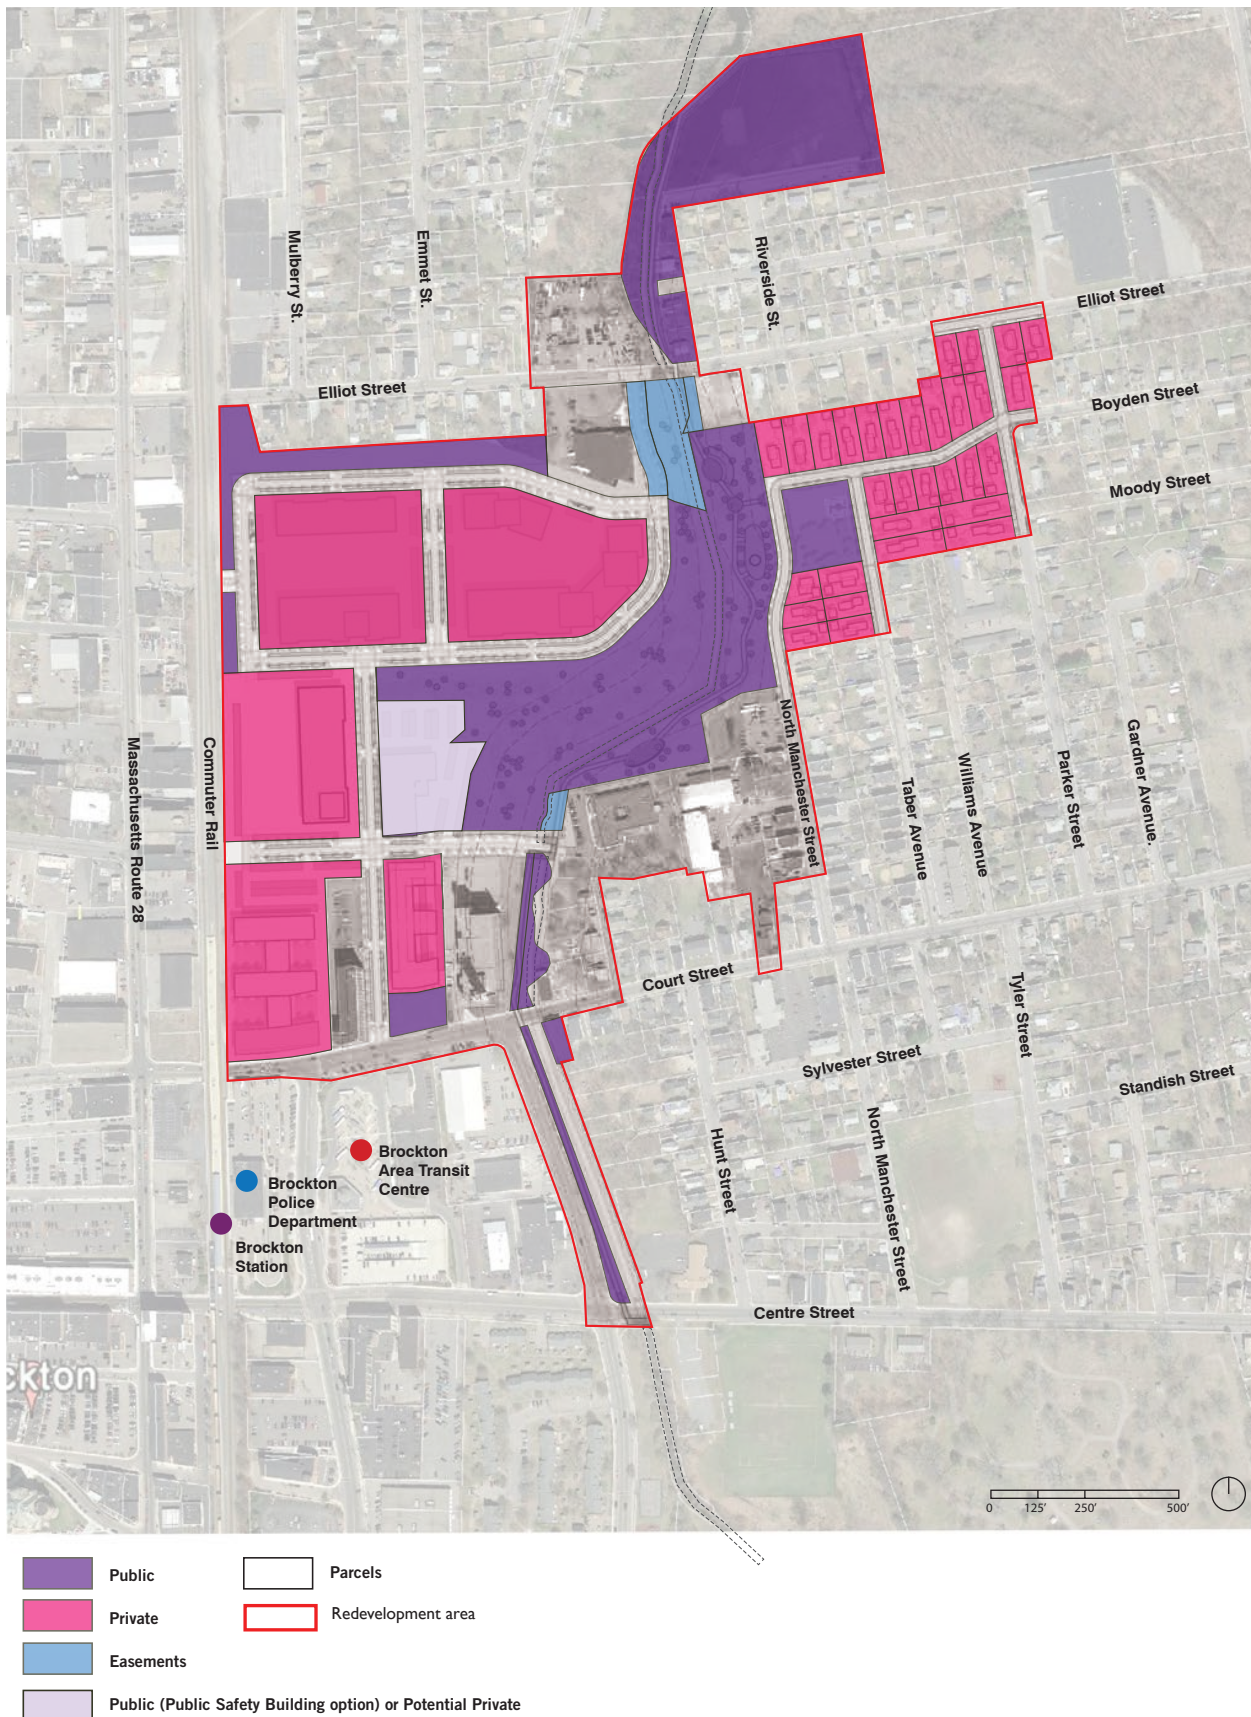 Mulberry St.
Emmet St.
Riverside St.
Elliot Street
Elliot Street
Boyden Street
Moody Street
Massachusetts Route 28
Commuter Rail
North Manchester Street
Taber Avenue
Williams Avenue
Parker Street
Gardner Avenue.
Court Street
Tyler Street
Sylvester Street
Standish Street
Hunt Street
North Manchester Street
Brockton
Area Transit
Centre
Brockton
Police
Department
Brockton
Station
Centre Street
ckton
0 125' 250' 500'
Public
Parcels
Private
Redevelopment area
Easements
Public (Public Safety Building option) or Potential Private